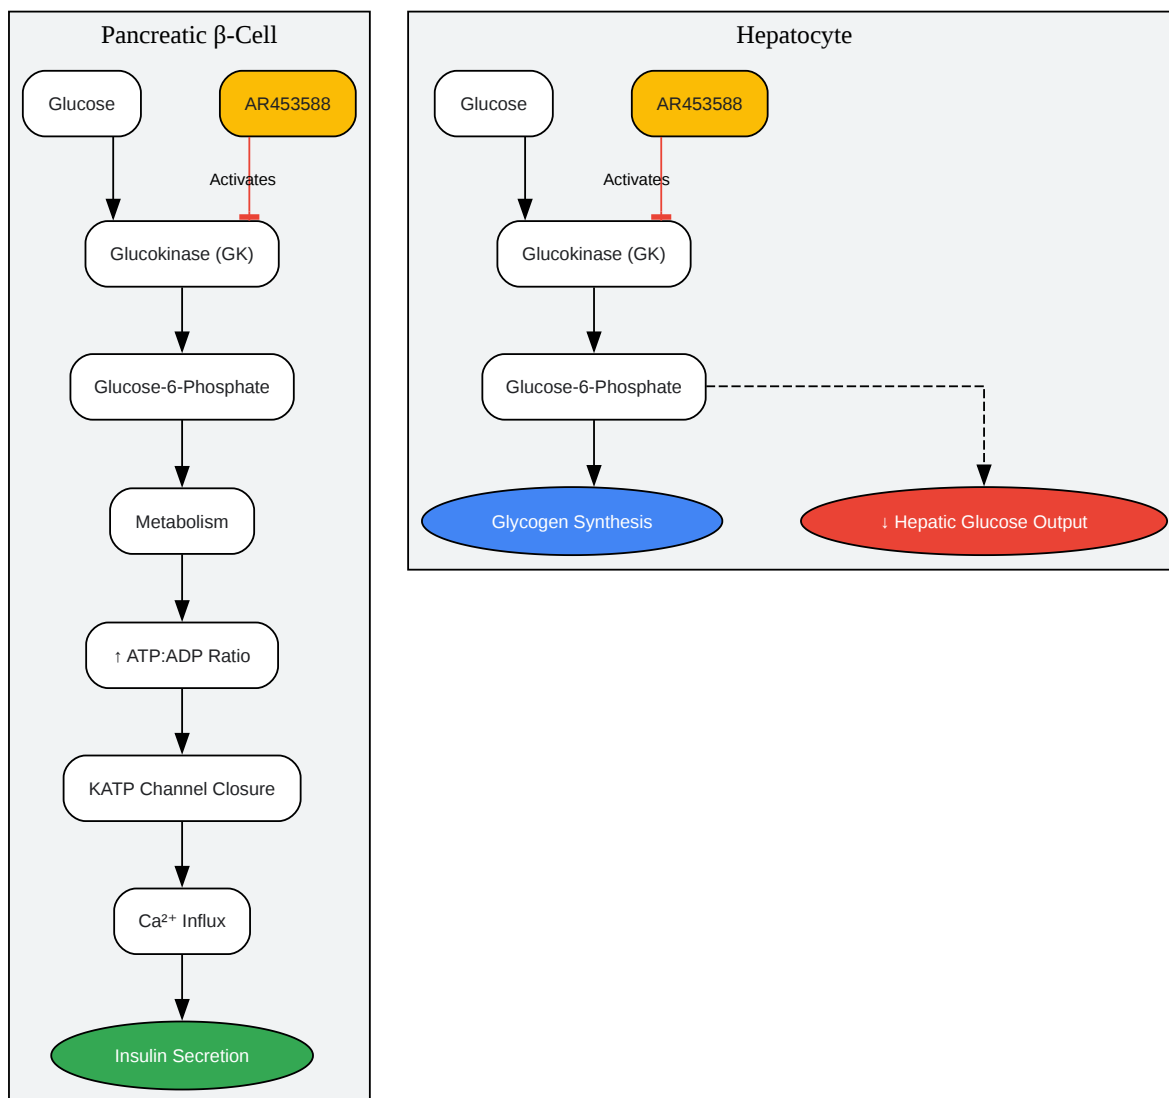 Pancreatic β-Cell
Glucose
AR453588
Activates
Glucokinase (GK)
Glucose-6-Phosphate
Metabolism
↑ ATP:ADP Ratio
KATP Channel Closure
Ca²⁺ Influx
Insulin Secretion
Hepatocyte
Glucose
AR453588
Activates
Glucokinase (GK)
Glucose-6-Phosphate
Glycogen Synthesis
↓ Hepatic Glucose Output